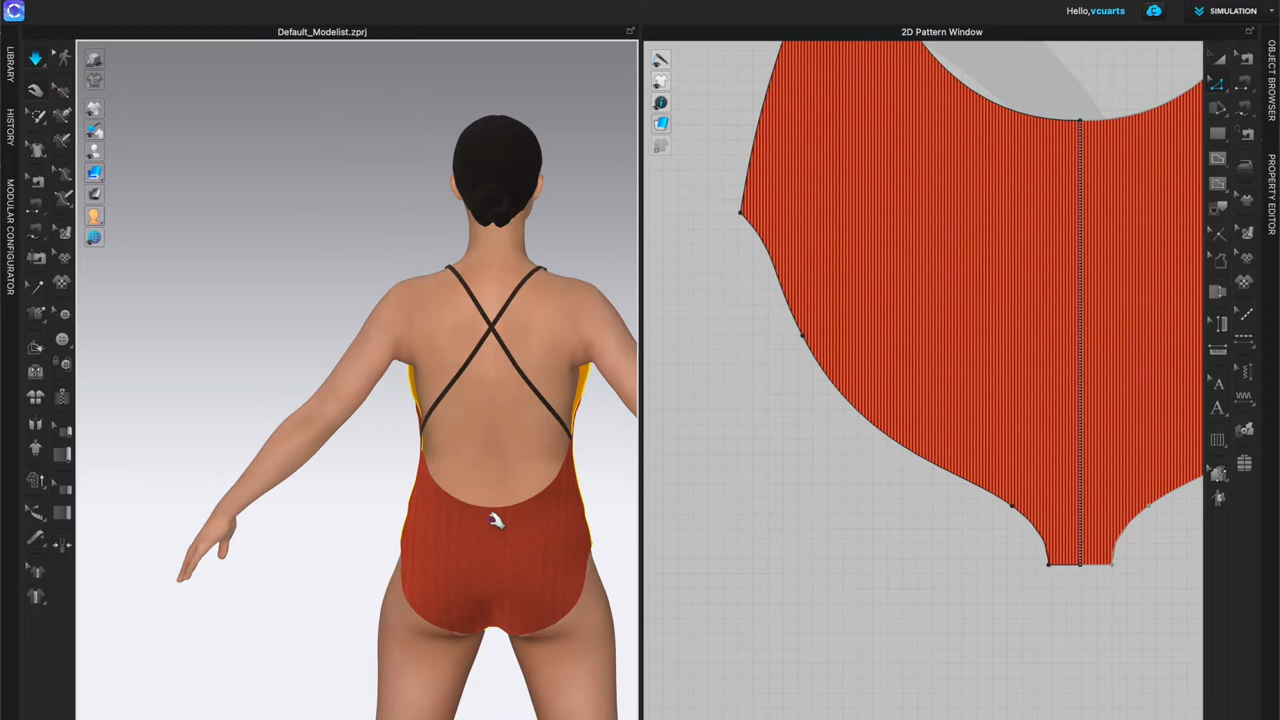 Hello,vcuarts
SIMULATION
Default_Modelist.zprj
2D Pattern Window
LIBRARY
HISTORY
MODULAR CONFIGURATOR
OBJECT BROWSER
PROPERTY EDITOR